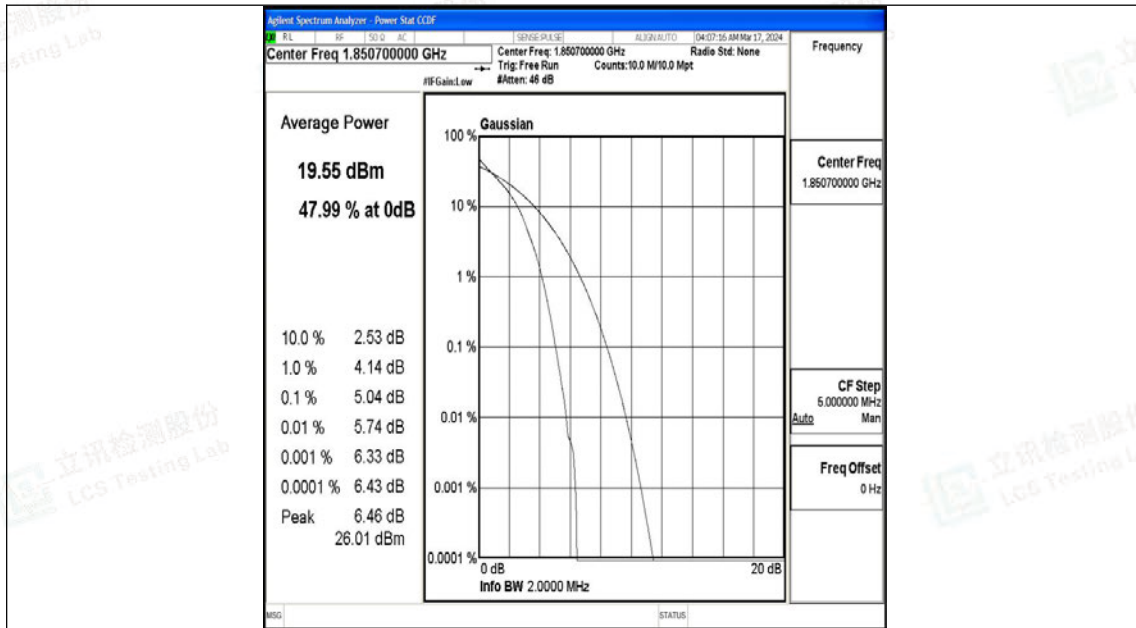 Agilent Spectrum Analyzer - Power Stat CCDF
RL RF 50 Ω AC SENSE:PULSE ALIGNAUTO 04:07:16 AM Mar 17, 2024
Center Freq 1.850700000 GHz
Center Freq: 1.850700000 GHz Radio Std: None
Trig: Free Run Counts:10.0 M/10.0 Mpt
#IFGain:Low #Atten: 46 dB
Frequency
Average Power
19.55 dBm
47.99 % at 0dB
10.0 % 2.53 dB
1.0 % 4.14 dB
0.1 % 5.04 dB
0.01 % 5.74 dB
0.001 % 6.33 dB
0.0001 % 6.43 dB
Peak 6.46 dB
26.01 dBm
Gaussian
100 %
10 %
1 %
0.1 %
0.01 %
0.001 %
0.0001 %
0 dB 20 dB
Info BW 2.0000 MHz
Center Freq
1.850700000 GHz
CF Step
5.000000 MHz
Auto Man
Freq Offset
0 Hz
MSG STATUS
立讯检测股份
LCS Testing Lab
立讯检测股份
LCS Testing L
esting Lab